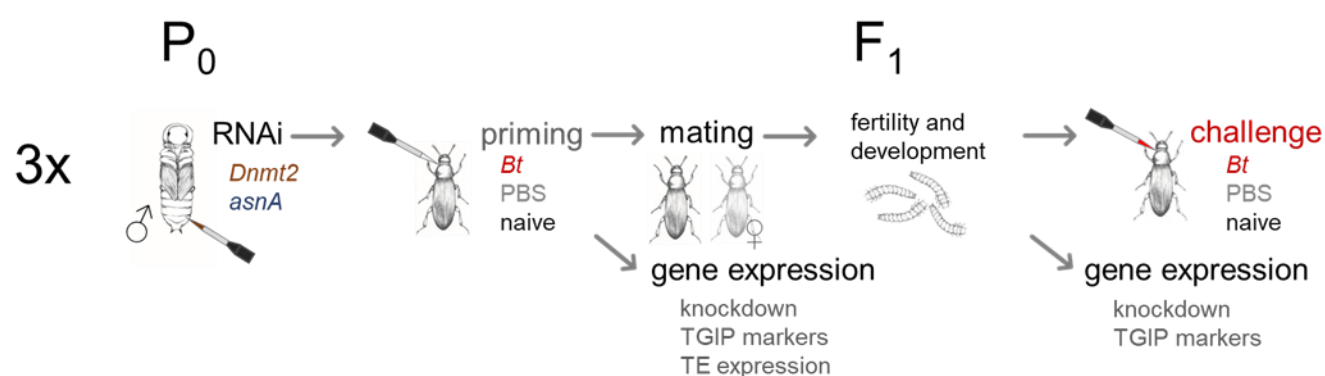 P0
F1
3x
RNAi
Dnmt2
asnA
♂
priming
Bt
PBS
naive
mating
♀
gene expression
knockdown
TGIP markers
TE expression
fertility and
development
challenge
Bt
PBS
naive
gene expression
knockdown
TGIP markers